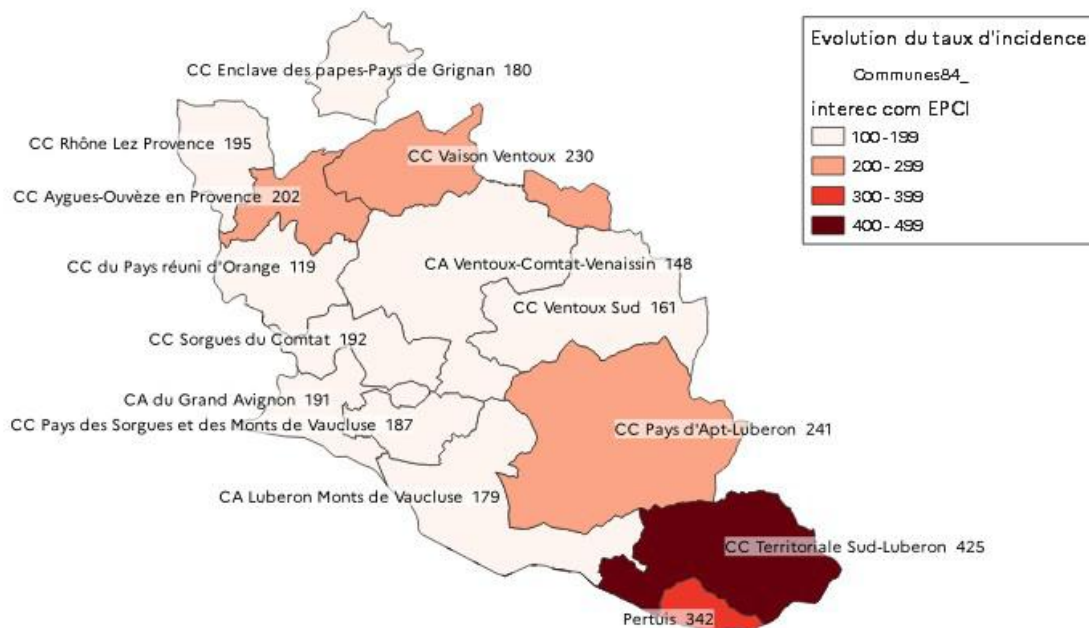 Evolution du taux d'incidence
Communes84_
interec com EPCI
100-199
200-299
300-399
400-499
CC Enclave des papes-Pays de Grignan 180
CC Rhône Lez Provence 195
CC Vaison Ventoux 230
CC Aygues-Ouvèze en Provence 202
CC du Pays réuni d'Orange 119
CA Ventoux-Comtat-Venaissin 148
CC Ventoux Sud 161
CC Sorgues du Comtat 192
CA du Grand Avignon 191
CC Pays des Sorgues et des Monts de Vaucluse 187
CC Pays d'Apt-Luberon 241
CA Luberon Monts de Vaucluse 179
CC Territoriale Sud-Luberon 425
Pertuis 342